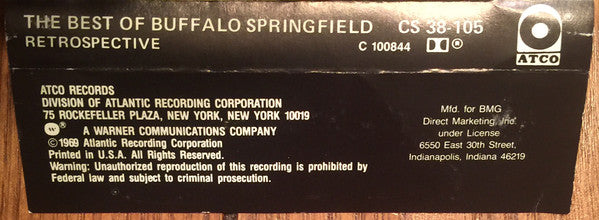 THE BEST OF BUFFALO SPRINGFIELD CS 38-105
RETROSPECTIVE C 100844 ®
ATCO
ATCO RECORDS
DIVISION OF ATLANTIC RECORDING CORPORATION
75 ROCKEFELLER PLAZA, NEW YORK, NEW YORK 10019
W ® A WARNER COMMUNICATIONS COMPANY
©1969 Atlantic Recording Corporation
Printed in U.S.A. All Rights Reserved.
Warning: Unauthorized reproduction of this recording is prohibited by
Federal law and subject to criminal prosecution.
Mfd. for BMG
Direct Marketing, Inc.
under License
6550 East 30th Street,
Indianapolis, Indiana 46219